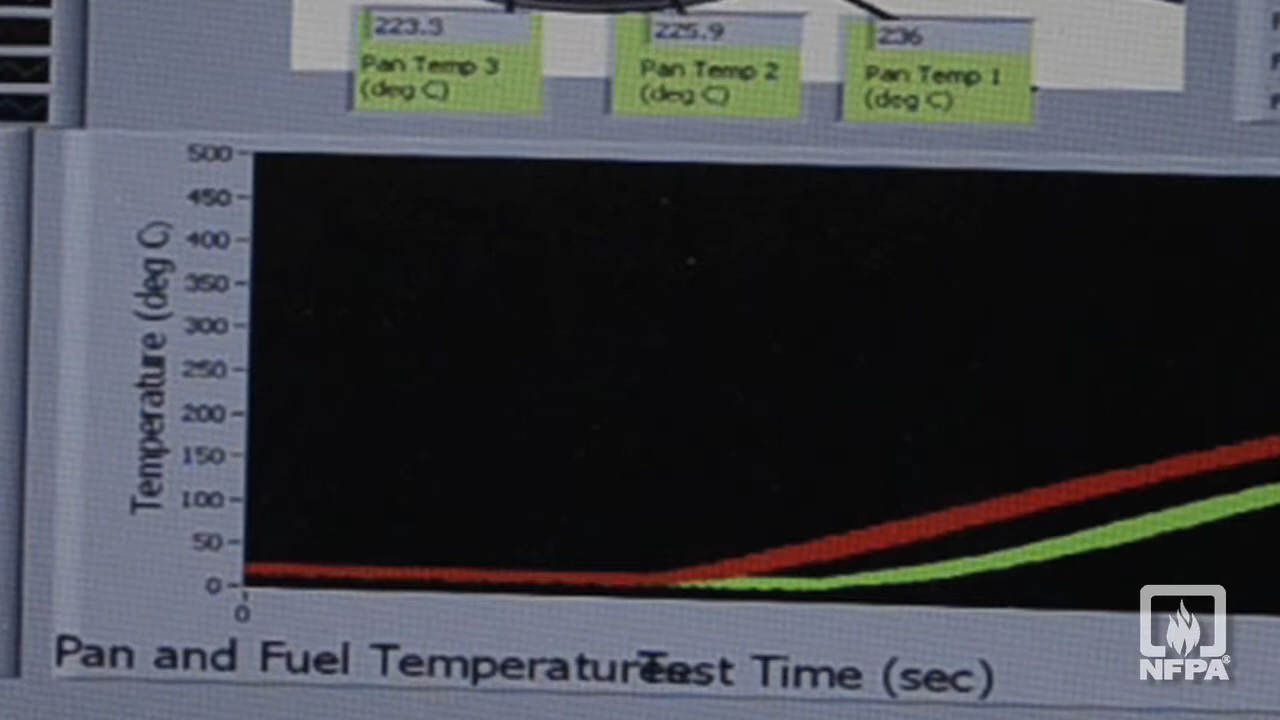 223.3
225.9
236
Pan Temp 3
(deg C)
Pan Temp 2
(deg C)
Pan Temp 1
(deg C)
500
450
400
350
300
250
200
150
100
50
0
Temperature (deg C)
0
Pan and Fuel Temperatures
Test Time (sec)
NFPA®